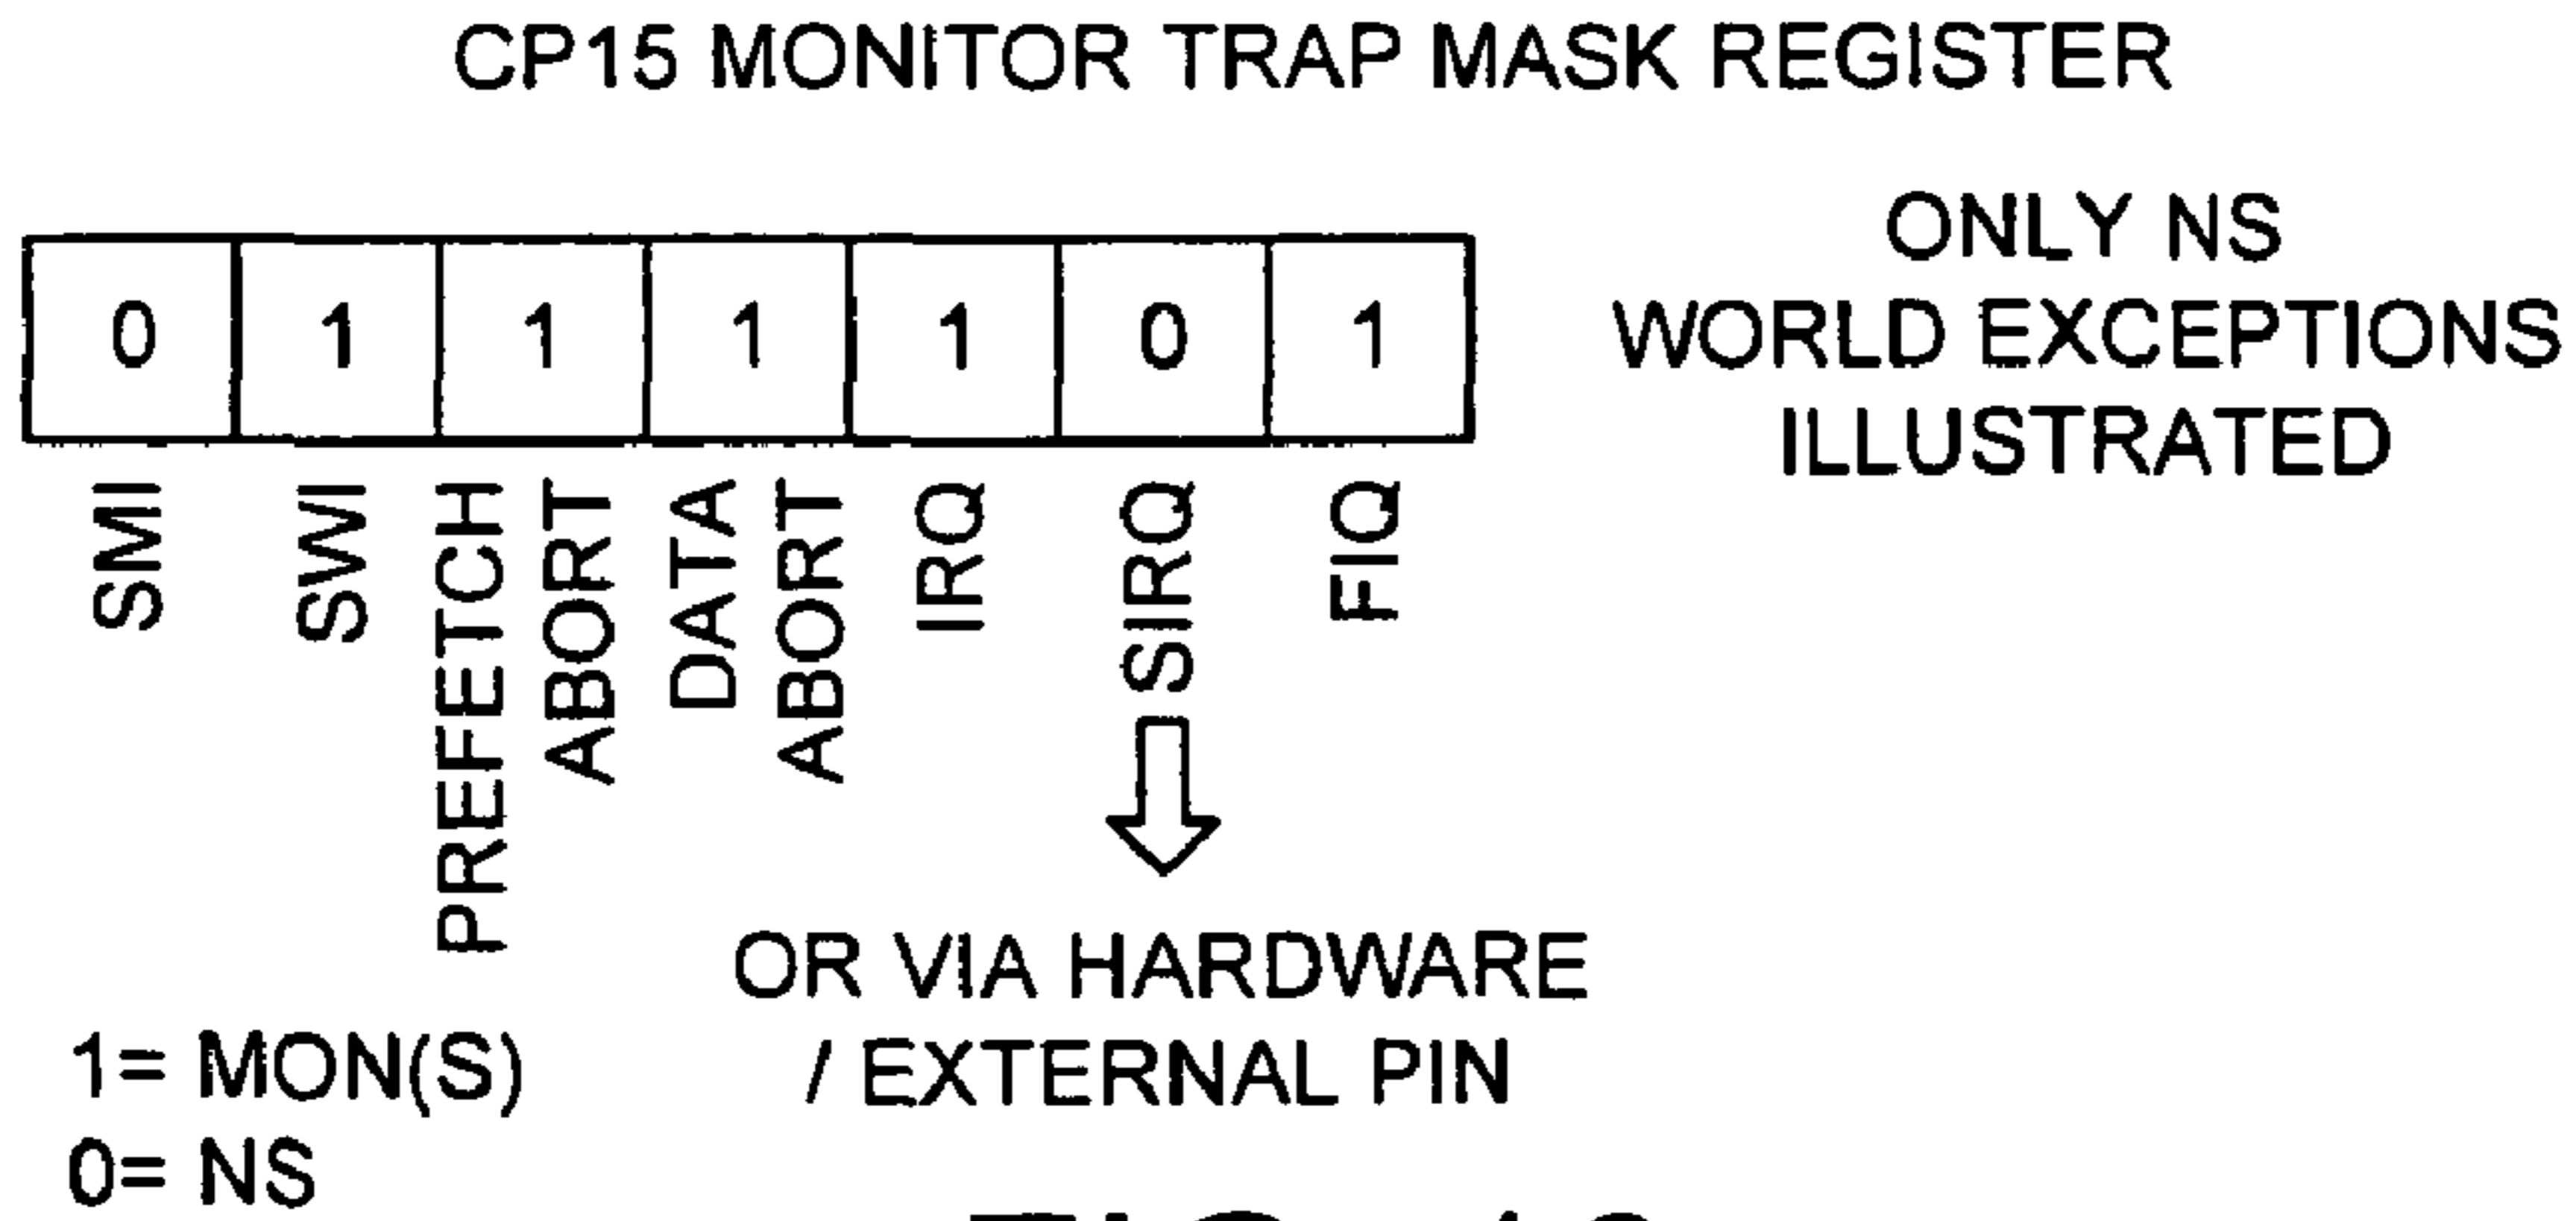 CP15 MONITOR TRAP MASK REGISTER
0 1 1 1 1 0 1
ONLY NS
WORLD EXCEPTIONS
ILLUSTRATED
SMI
SWI
PREFETCH
ABORT
DATA
ABORT
IRQ
SIRQ
FIQ
OR VIA HARDWARE
/ EXTERNAL PIN
1= MON(S)
0= NS